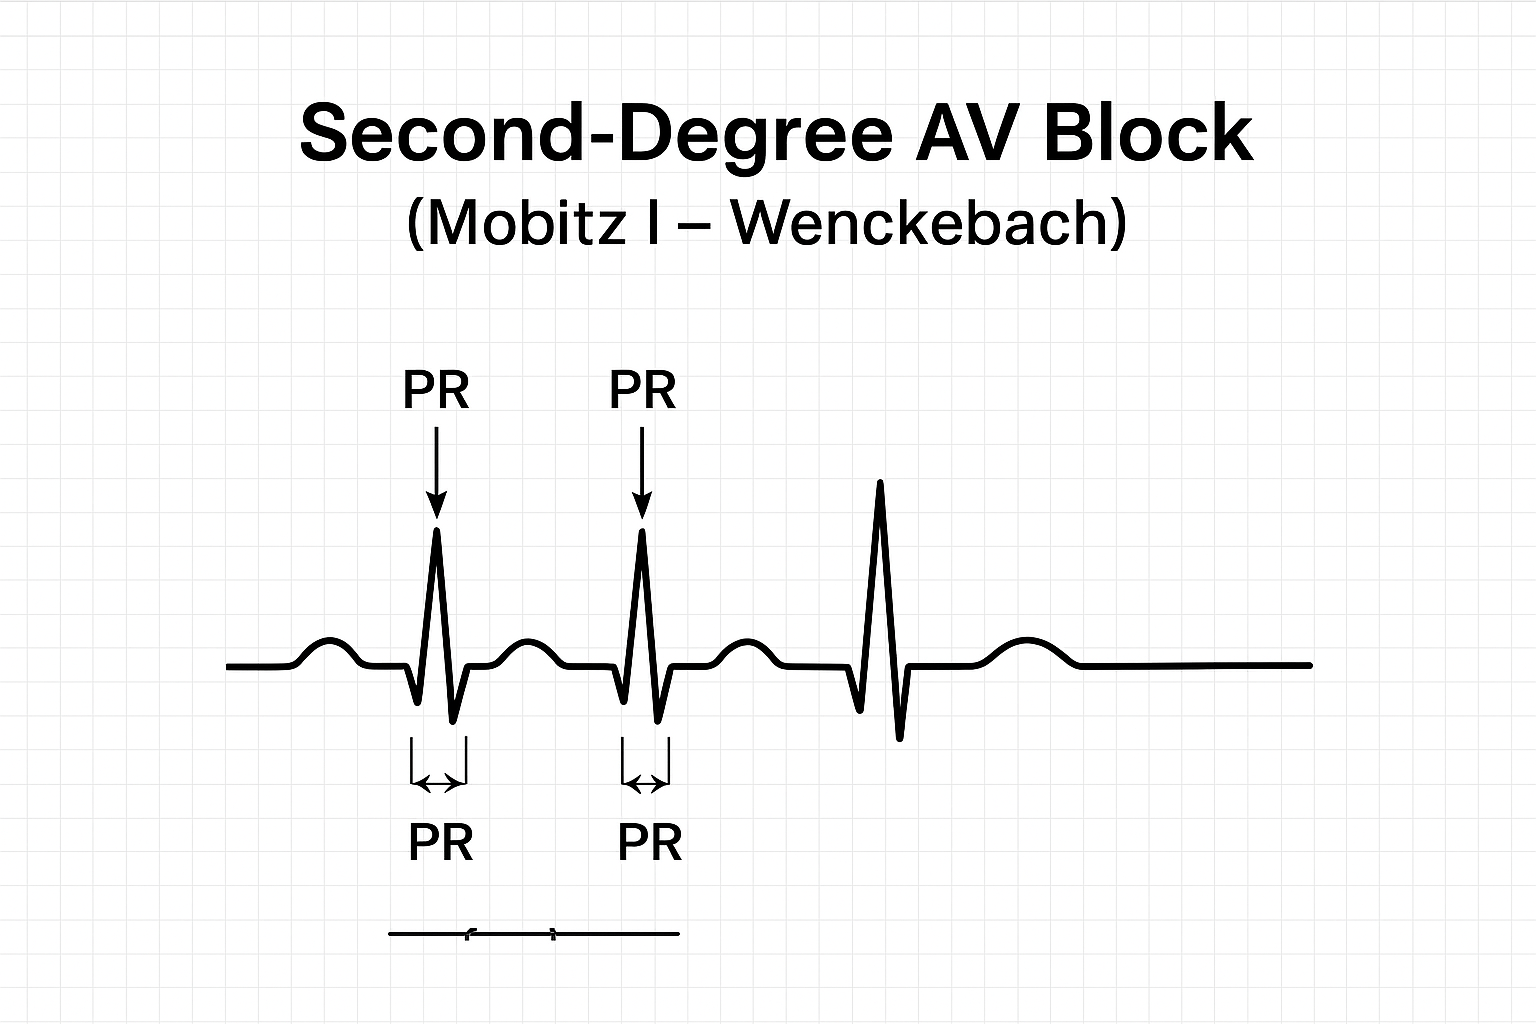 Second-Degree AV Block
(Mobitz I – Wenckebach)
PR PR
PR PR